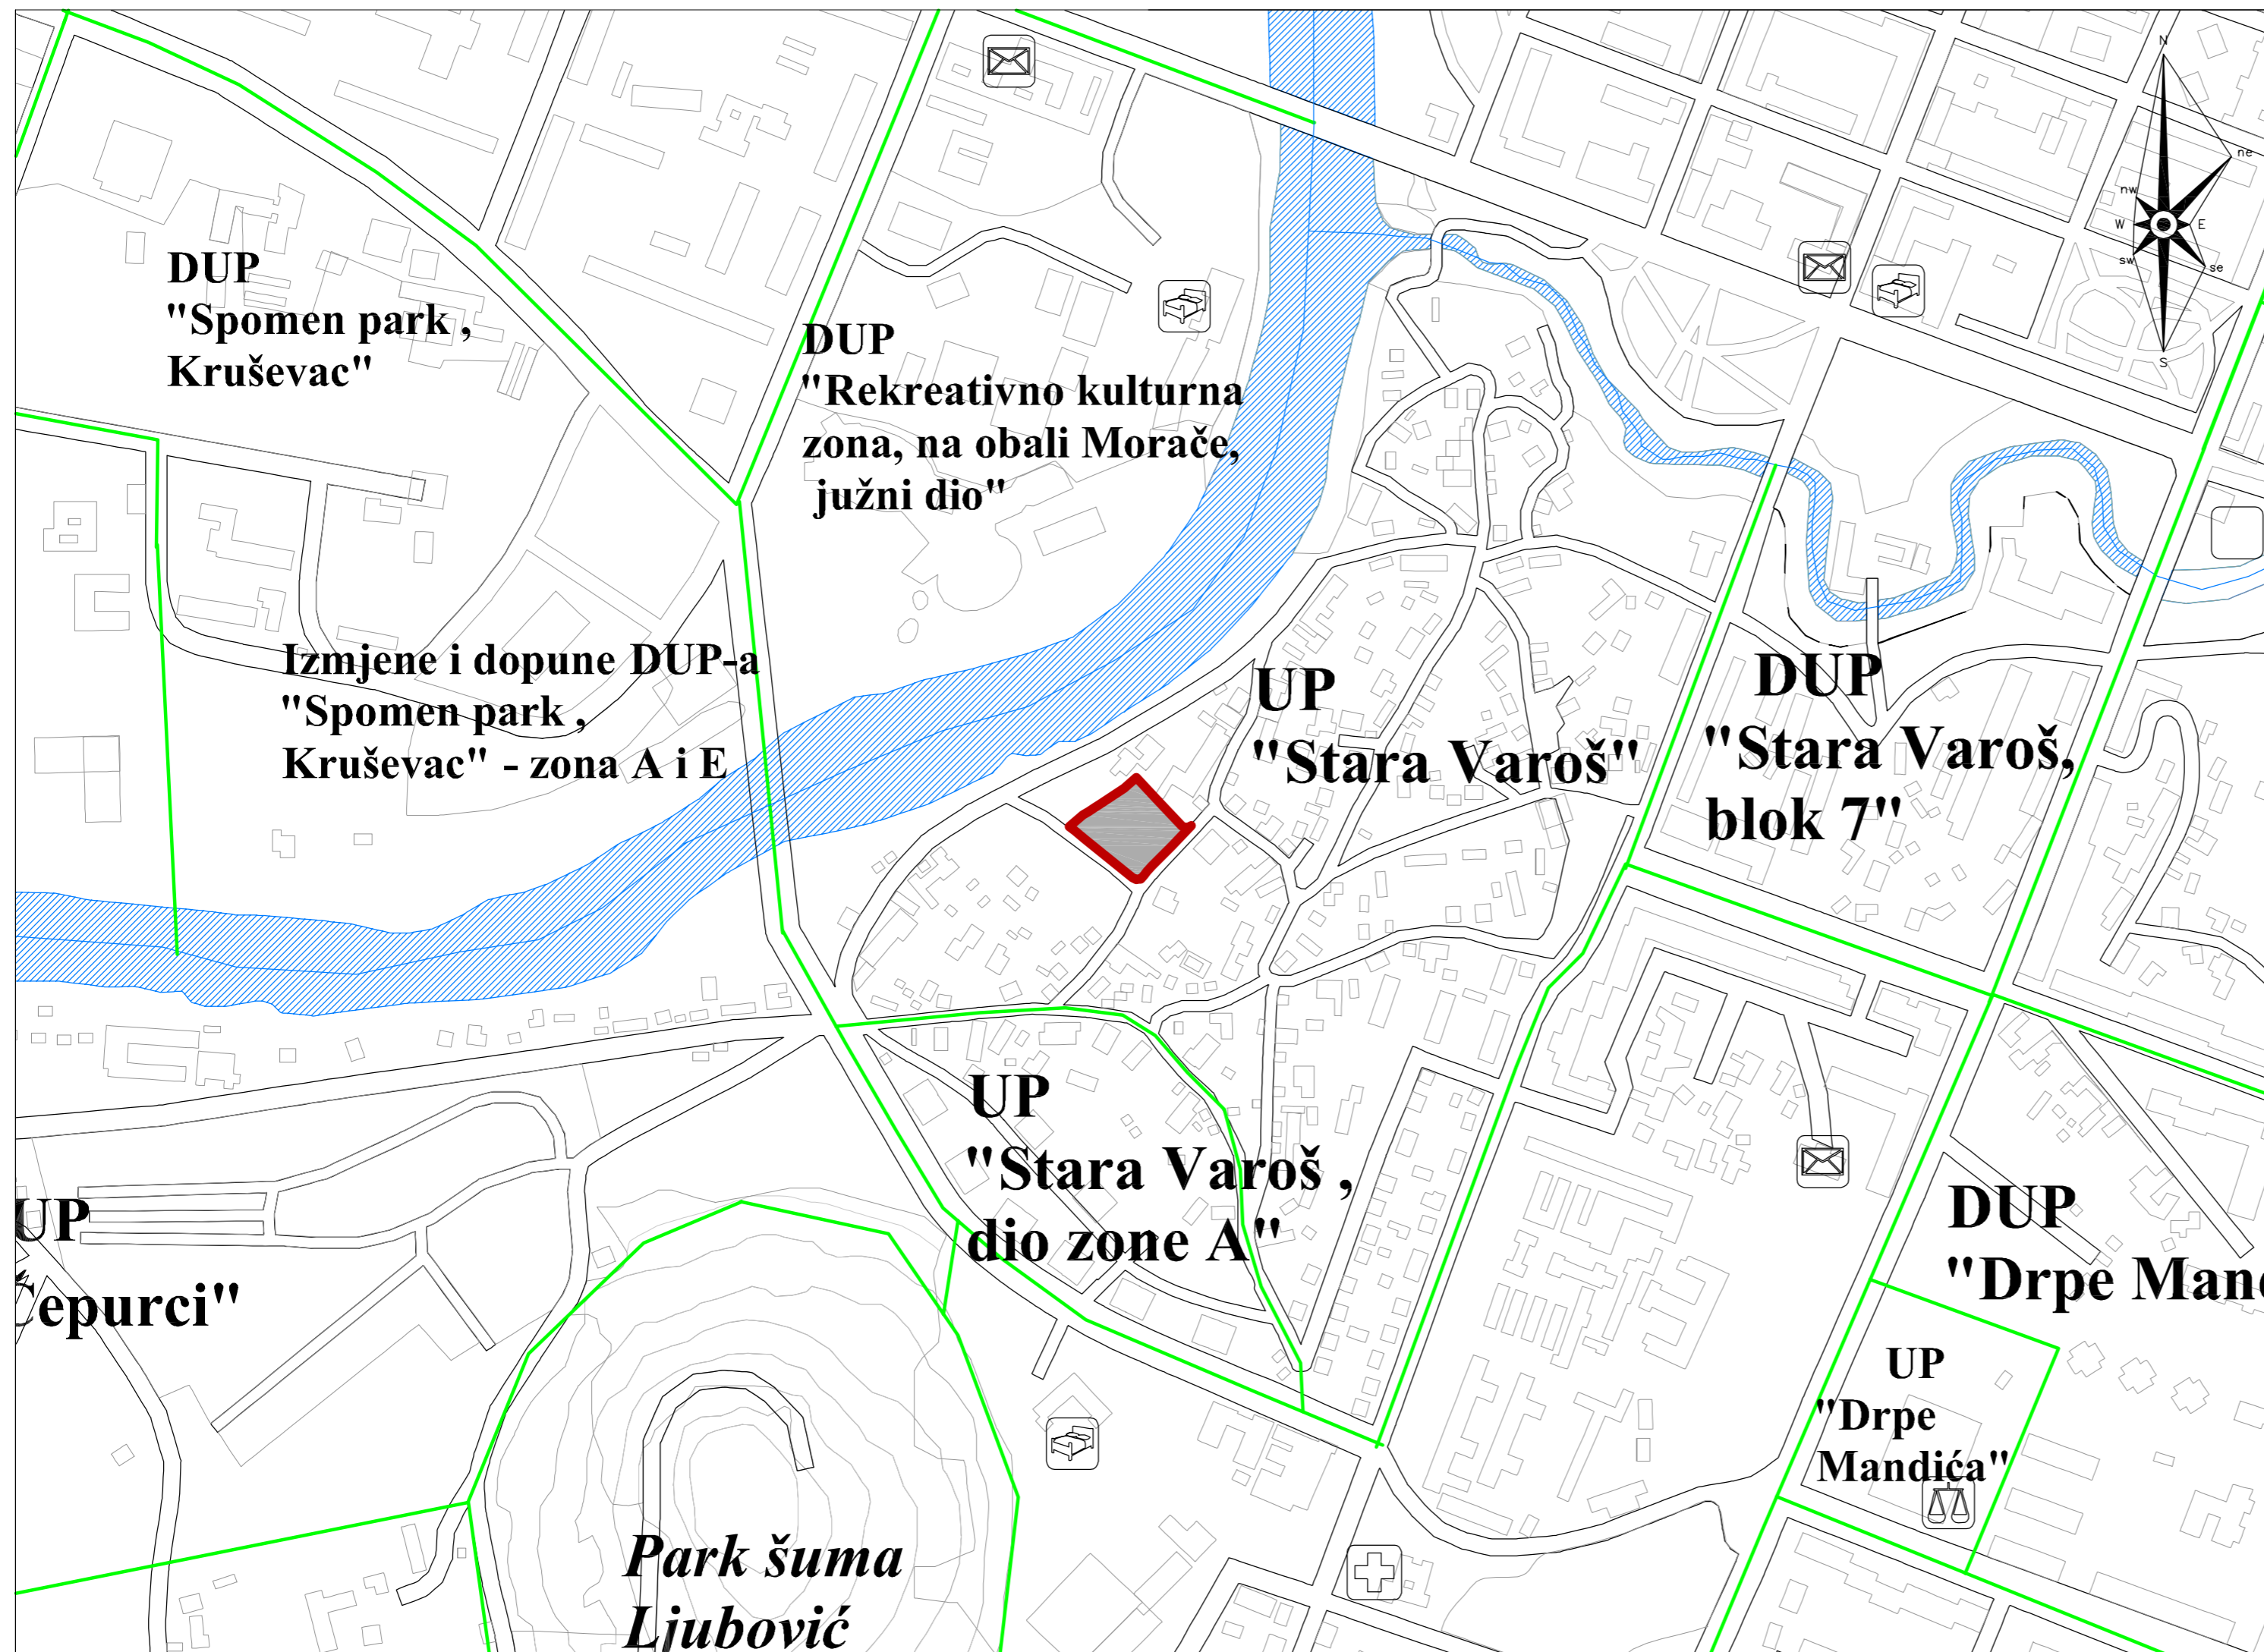 N
ne
nw
W
E
sw
se
S
DUP
"Spomen park ,
Kruševac"
DUP
"Rekreativno kulturna
zona, na obali Morače,
južni dio"
Izmjene i dopune DUP-a
"Spomen park ,
Kruševac" - zona A i E
UP
"Stara Varoš"
DUP
"Stara Varoš,
blok 7"
UP
"Stara Varoš ,
dio zone A"
UP
Čepurci"
DUP
"Drpe Mand
UP
"Drpe
Mandića"
Park šuma
Ljubović